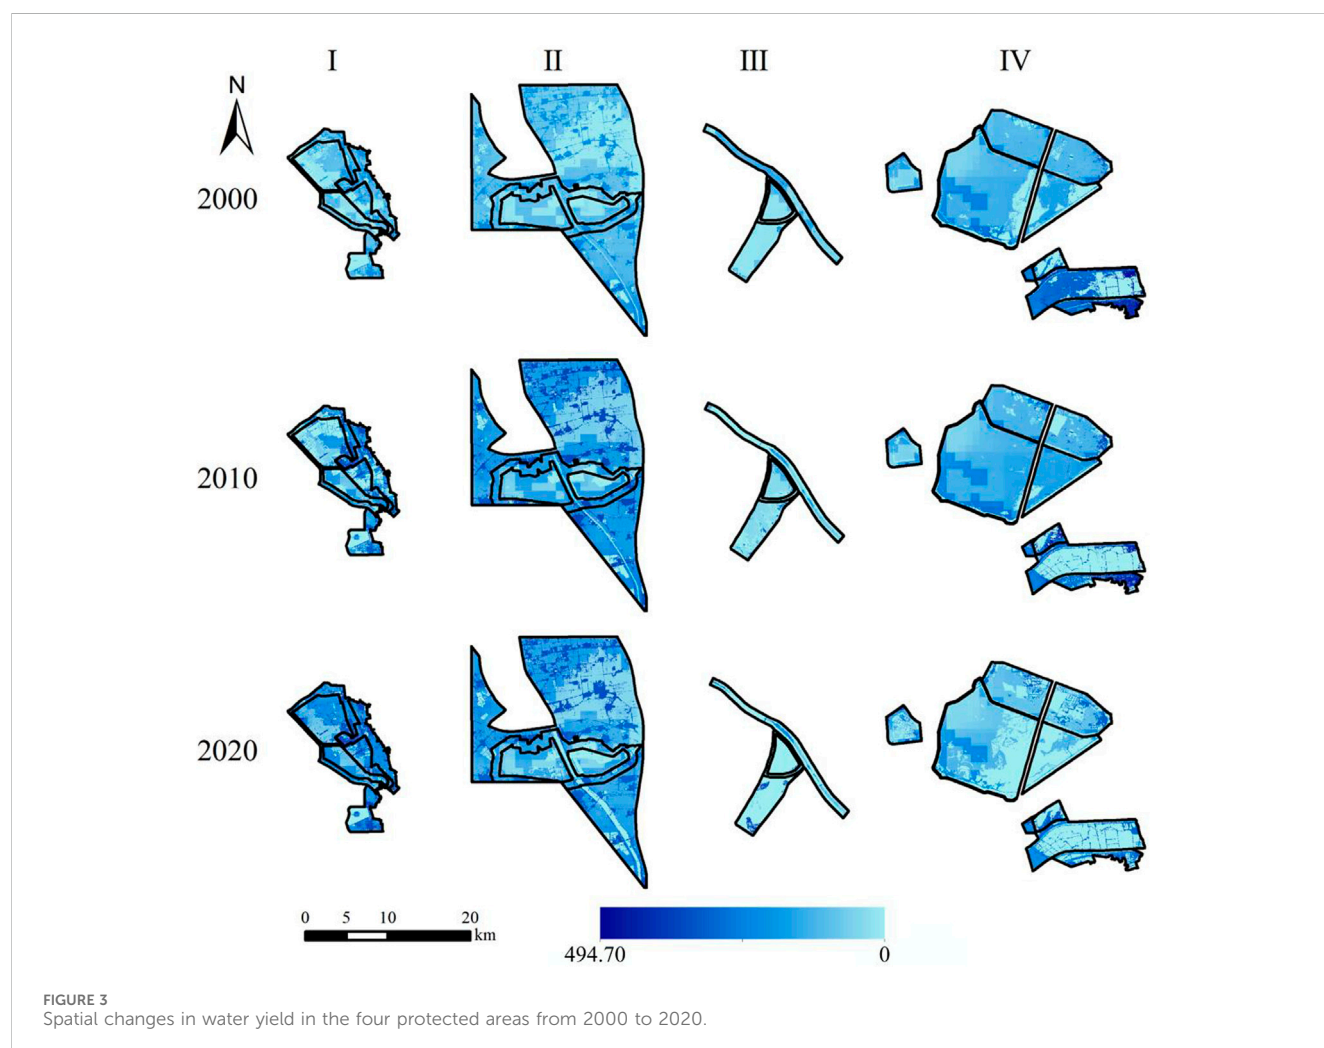 I II III IV
N
2000
2010
2020
0 5 10 20
km
494.70 0
FIGURE 3
Spatial changes in water yield in the four protected areas from 2000 to 2020.